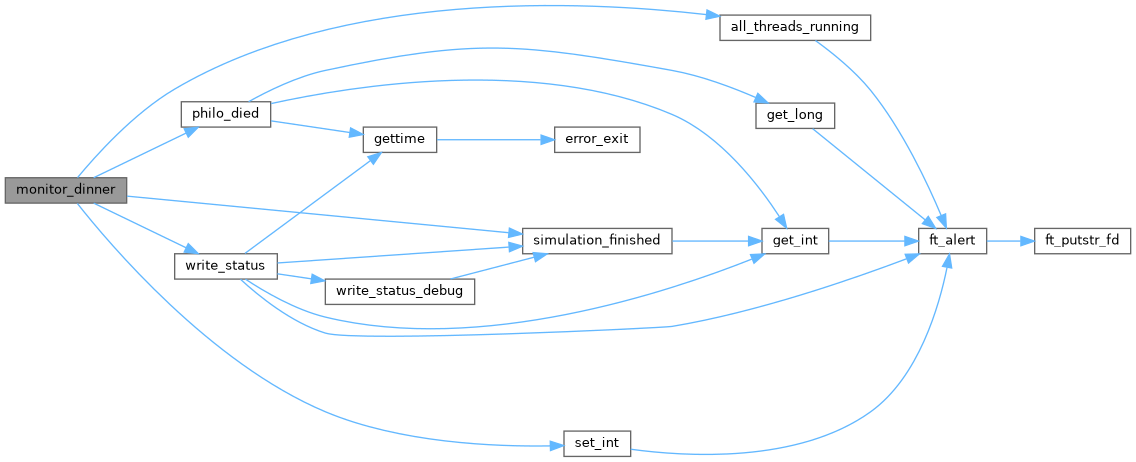 all_threads_running
get_long
philo_died
gettime
error_exit
monitor_dinner
simulation_finished
get_int
ft_alert
ft_putstr_fd
write_status
write_status_debug
set_int